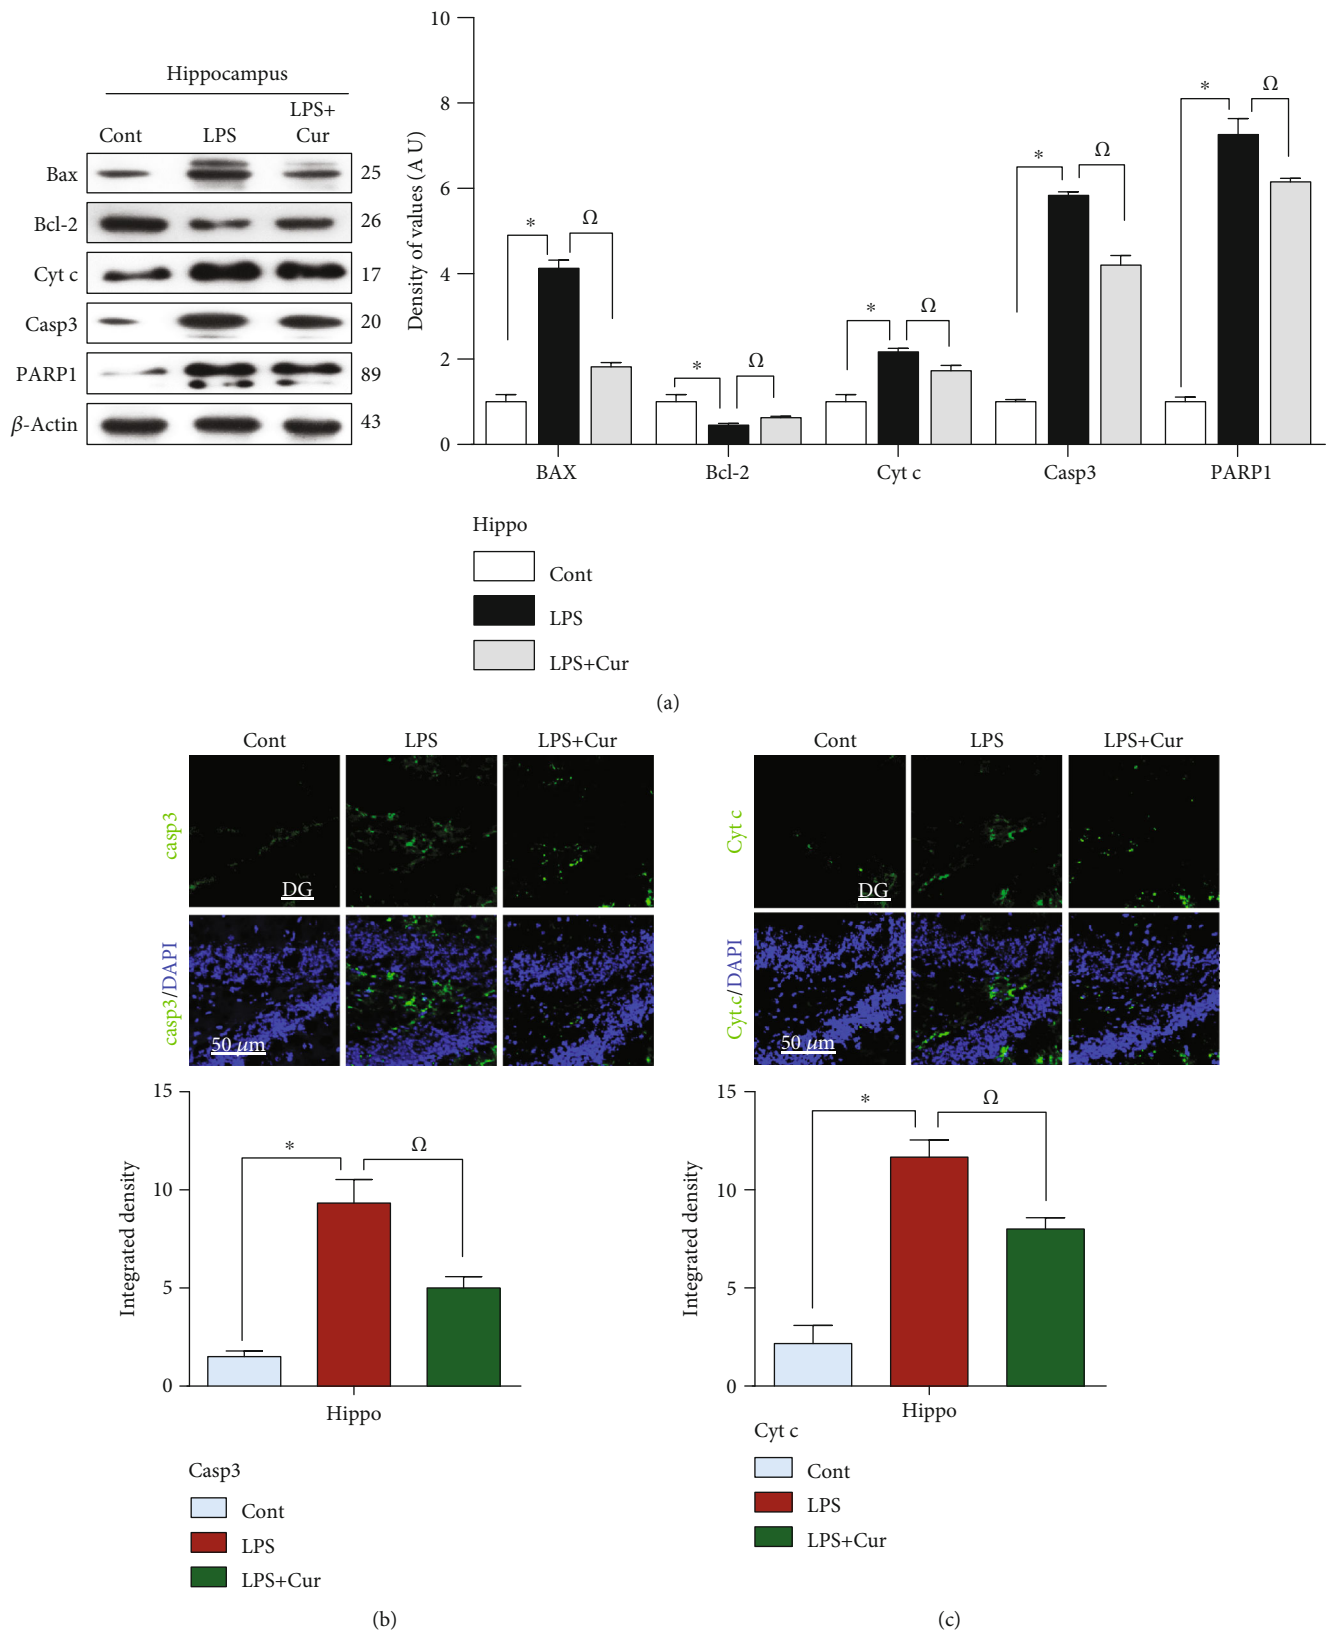 Hippocampus
Cont LPS LPS+
Cur
Bax 25
Bcl-2 26
Cyt c 17
Casp3 20
PARP1 89
β-Actin 43
Density of values (A U)
10
8
6
4
2
0
* Ω
* Ω
* Ω
* Ω
* Ω
BAX Bcl-2 Cyt c Casp3 PARP1
Hippo
Cont
LPS
LPS+Cur
(a)
Cont LPS LPS+Cur
casp3
DG
casp3/DAPI
50 μm
Integrated density
15
10
5
0
* Ω
Hippo
Casp3
Cont
LPS
LPS+Cur
(b)
Cont LPS LPS+Cur
Cyt c
DG
Cyt.c/DAPI
50 μm
Integrated density
15
10
5
0
* Ω
Hippo
Cyt c
Cont
LPS
LPS+Cur
(c)